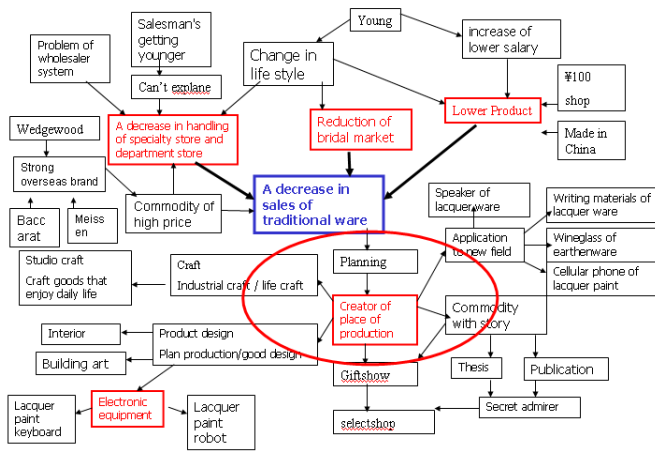 Salesman's
getting
younger
Young
increase of
lower salary
Problem of
wholesaler
system
Change in
life style
Can't explane
¥100
shop
A decrease in handling
of specialty store and
department store
Reduction of
bridal market
Lower Product
Made in
China
Wedgewood
Strong
overseas brand
Commodity of
high price
A decrease in
sales of
traditional ware
Speaker of
lacquer ware
Writing materials of
lacquer ware
Bacc
arat
Meiss
en
Application
to new field
Wineglass of
earthenware
Cellular phone of
lacquer paint
Studio craft
Craft goods that
enjoy daily life
Craft
Industrial craft / life craft
Planning
Creator of
place of
production
Commodity
with story
Interior
Product design
Plan production/good design
Building art
Giftshow
Thesis
Publication
Lacquer
paint
keyboard
Electronic
equipment
Lacquer
paint
robot
selectshop
Secret admirer